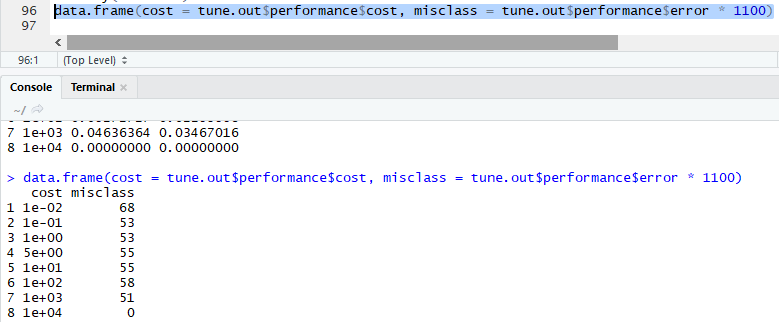 96 data.frame(cost = tune.out$performance$cost, misclass = tune.out$performance$error * 1100)
97
96:1 (Top Level)
Console Terminal
~/
7 1e+03 0.04636364 0.03467016
8 1e+04 0.00000000 0.00000000
> data.frame(cost = tune.out$performance$cost, misclass = tune.out$performance$error * 1100)
cost misclass
1 1e-02 68
2 1e-01 53
3 1e+00 53
4 5e+00 55
5 1e+01 55
6 1e+02 58
7 1e+03 51
8 1e+04 0